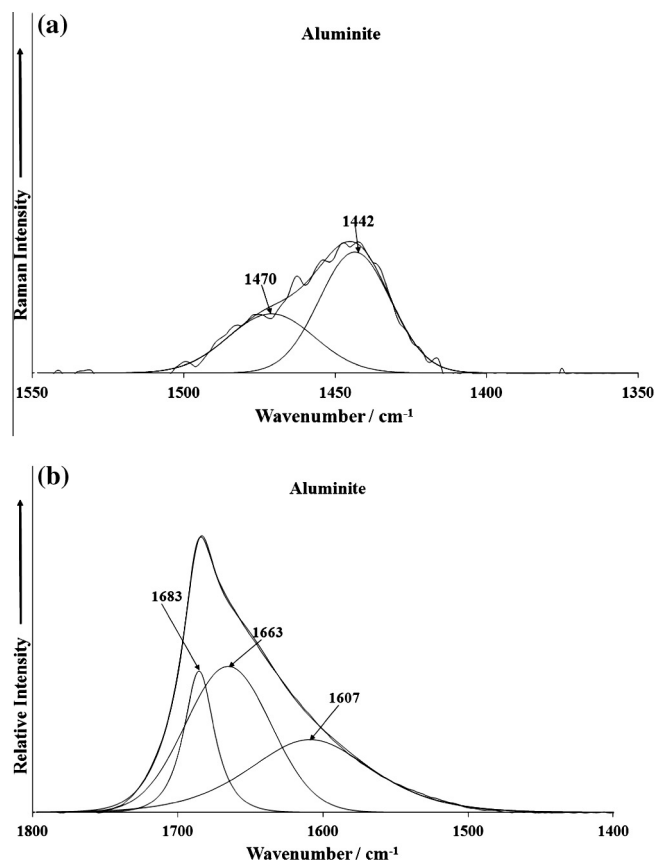 (a)
Aluminite
Raman Intensity
1442
1470
1550 1500 1450 1400 1350
Wavenumber / cm⁻¹
(b)
Aluminite
Relative Intensity
1683
1663
1607
1800 1700 1600 1500 1400
Wavenumber / cm⁻¹